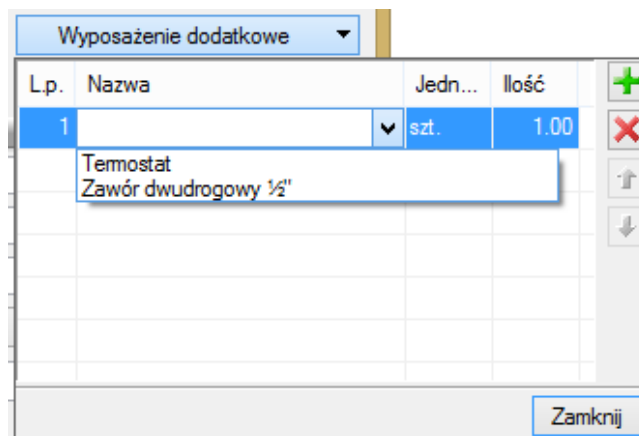 Wyposażenie dodatkowe
L.p. Nazwa Jedn... Ilość
1 szt. 1.00
Termostat
Zawór dwudrogowy ½"
Zamknij